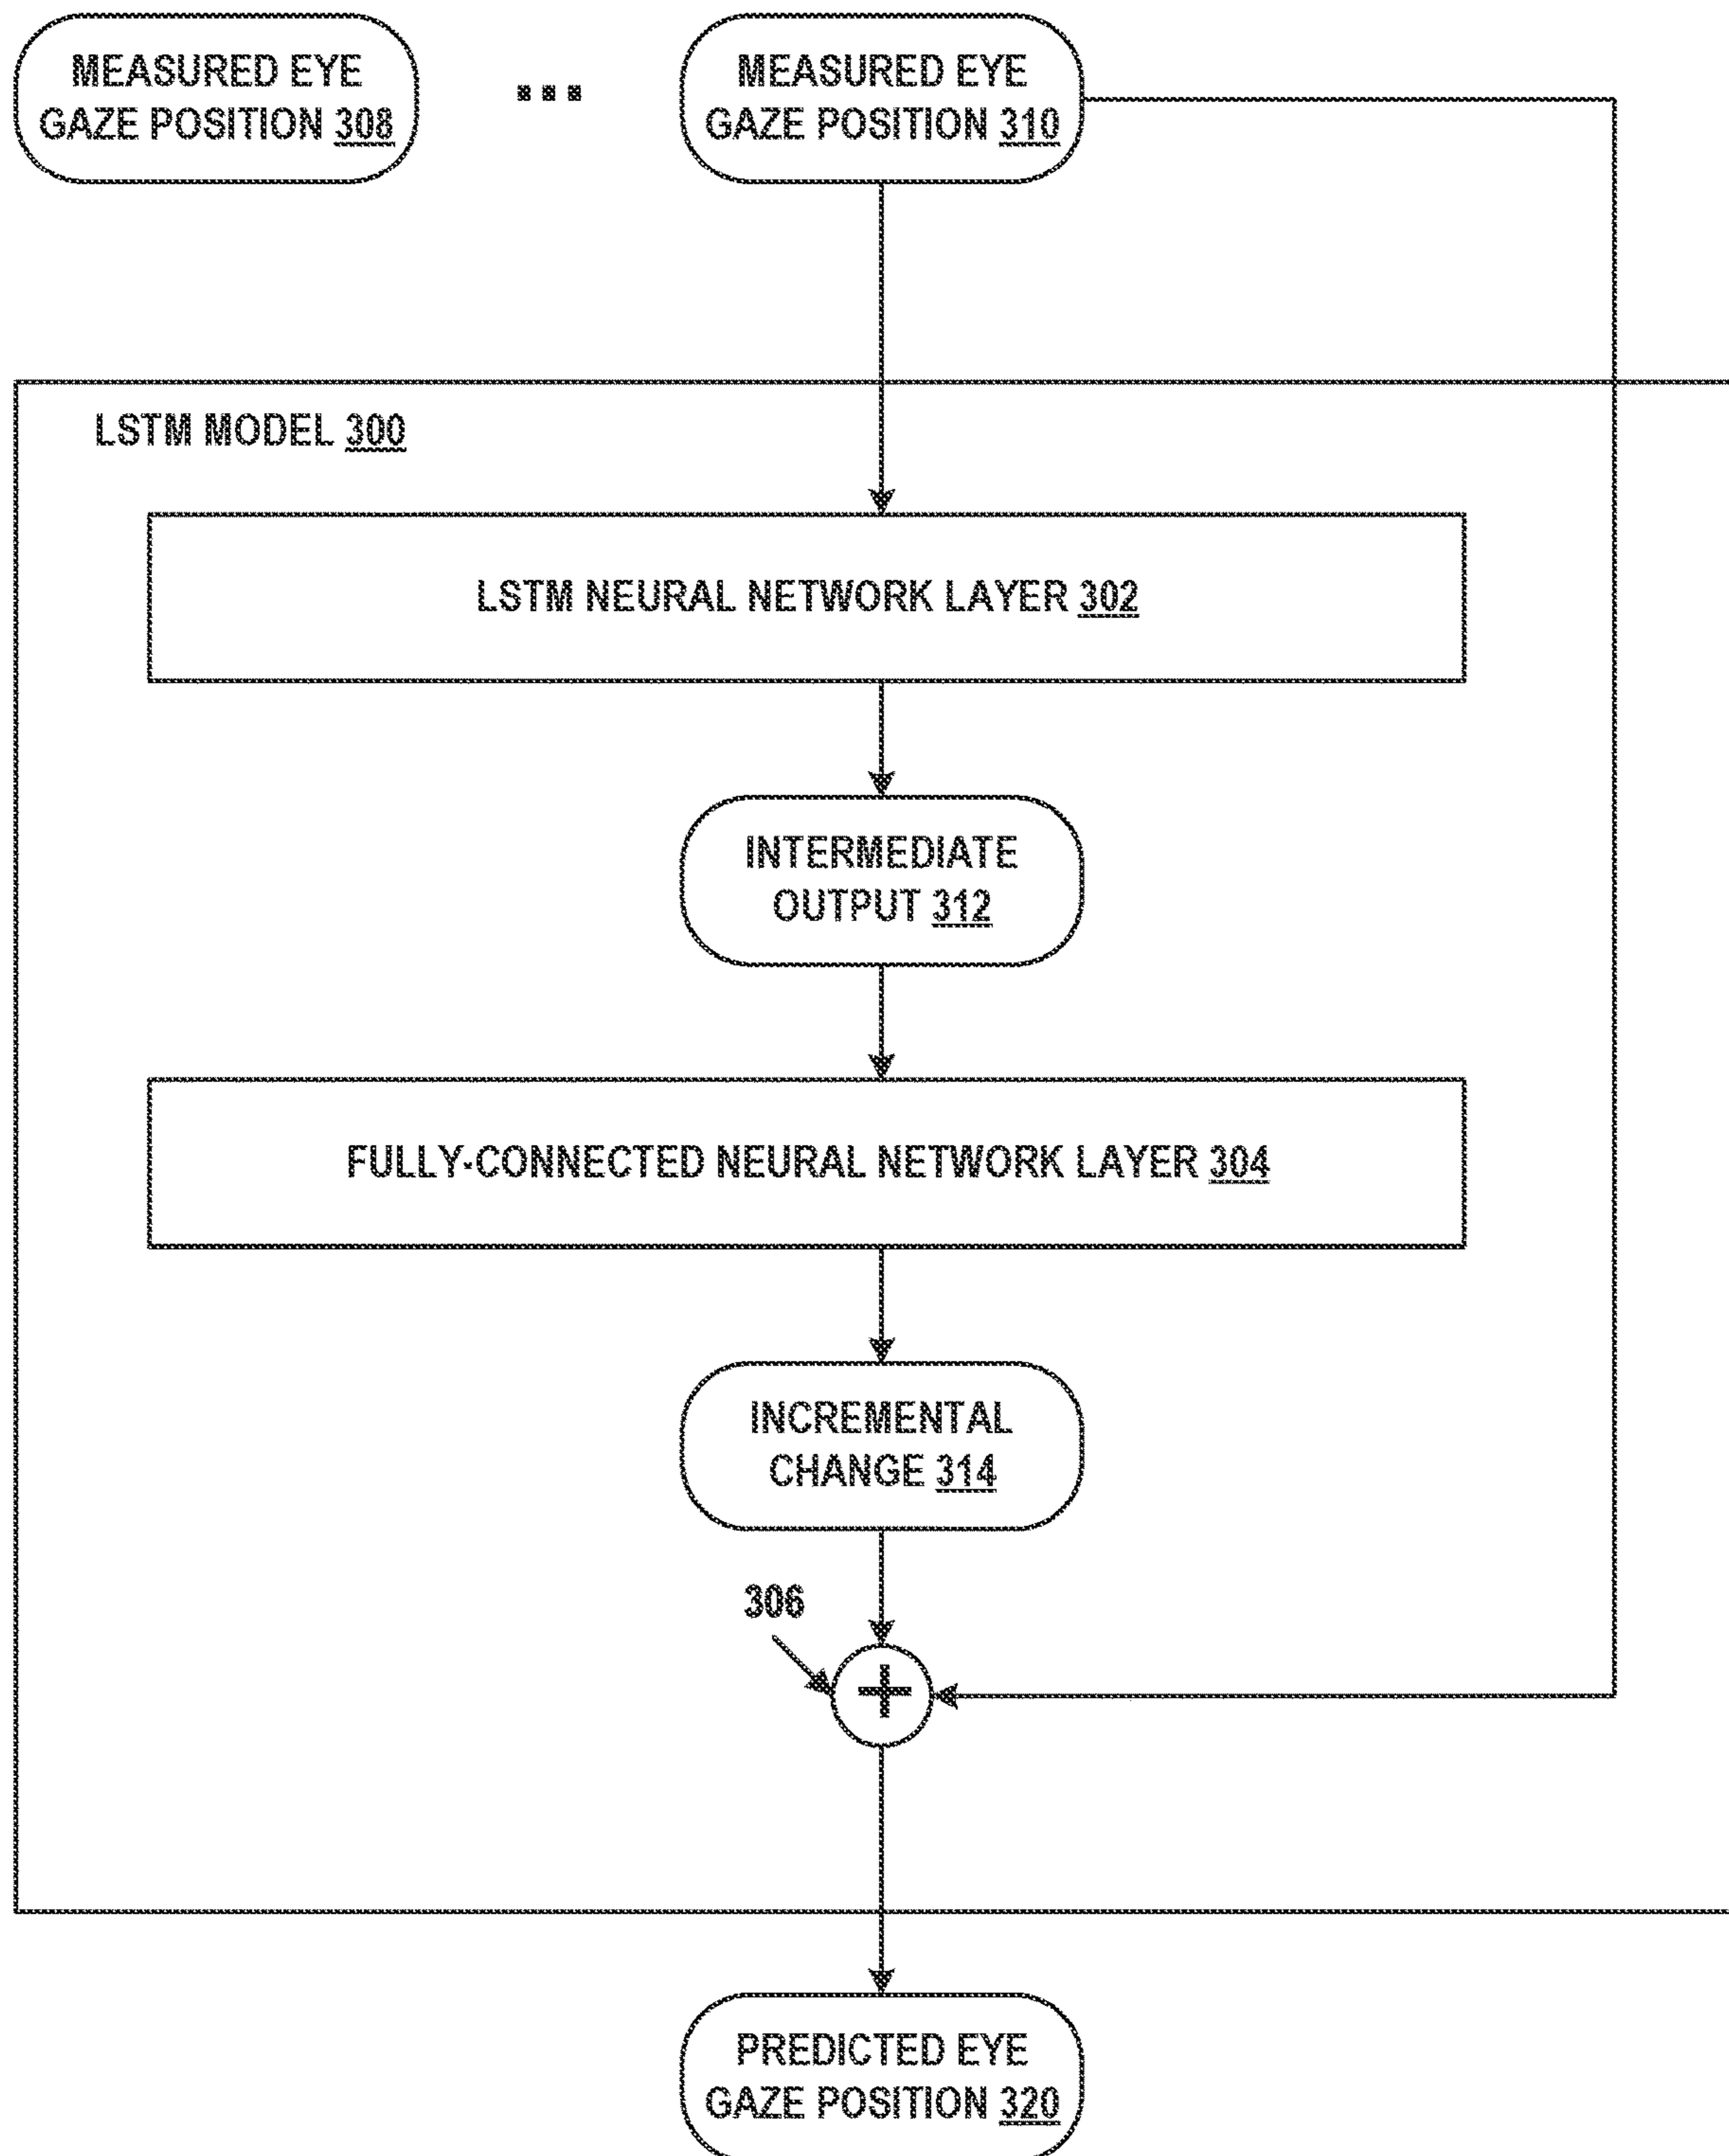 MEASURED EYE
GAZE POSITION 308
...
MEASURED EYE
GAZE POSITION 310
LSTM MODEL 300
LSTM NEURAL NETWORK LAYER 302
INTERMEDIATE
OUTPUT 312
FULLY-CONNECTED NEURAL NETWORK LAYER 304
INCREMENTAL
CHANGE 314
306
+
PREDICTED EYE
GAZE POSITION 320